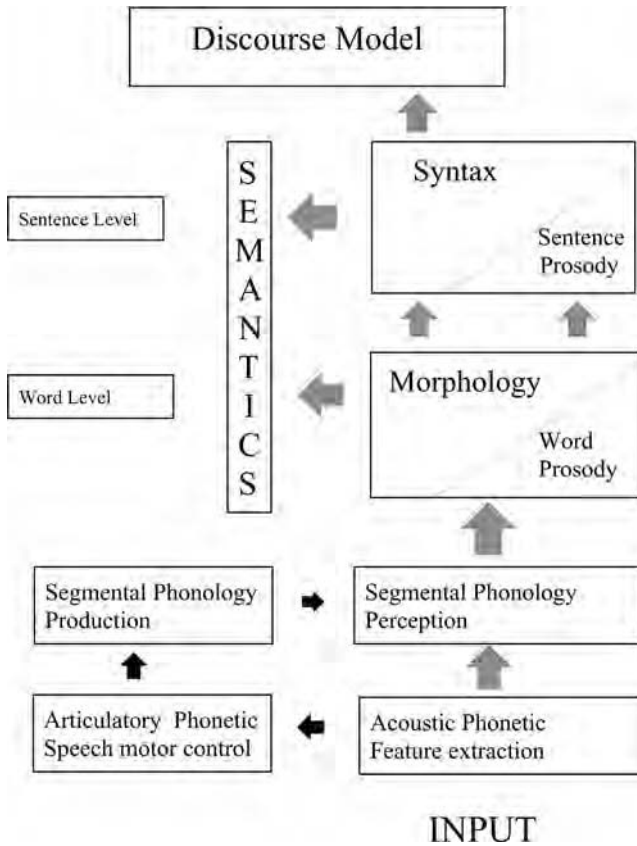 Discourse Model
SEMANTICS
Syntax
Sentence
Prosody
Sentence Level
Morphology
Word
Prosody
Word Level
Segmental Phonology
Production
Segmental Phonology
Perception
Articulatory Phonetic
Speech motor control
Acoustic Phonetic
Feature extraction
INPUT